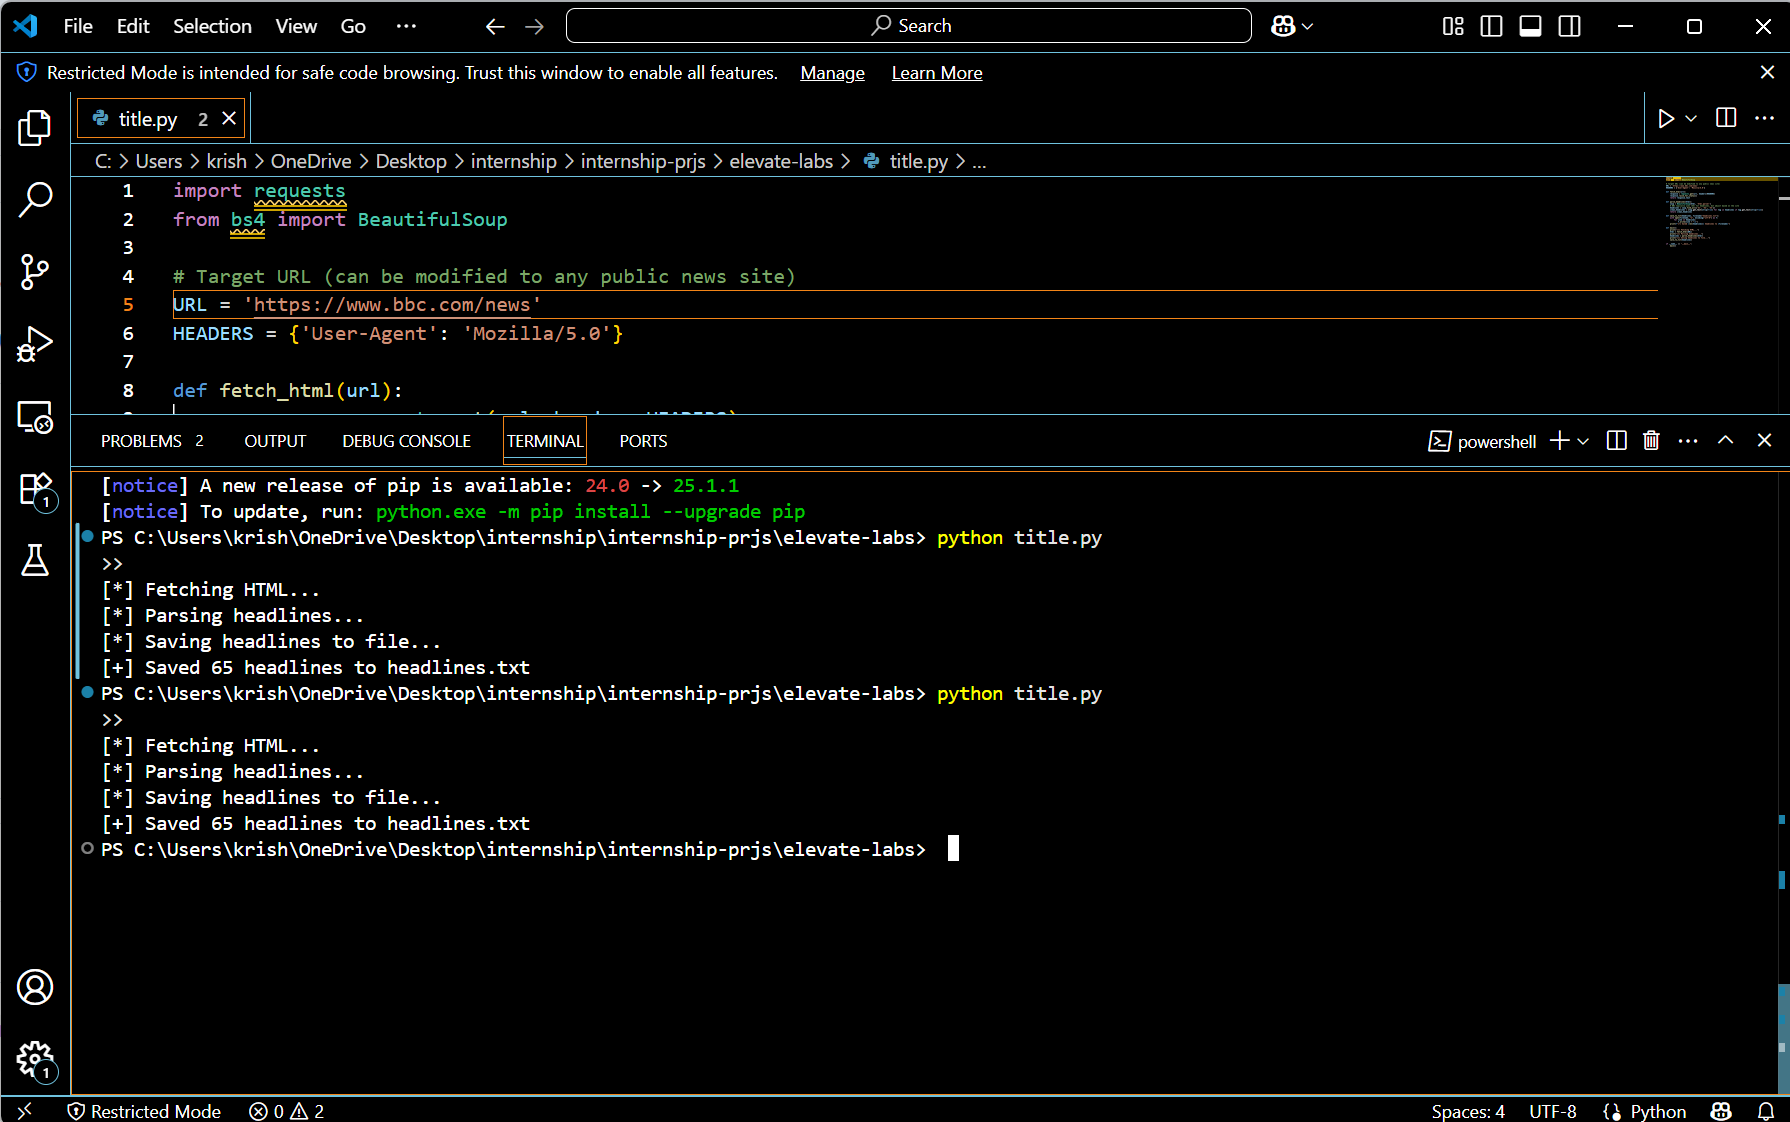 File Edit Selection View Go ··· Search
Restricted Mode is intended for safe code browsing. Trust this window to enable all features. Manage Learn More
title.py 2
C: > Users > krish > OneDrive > Desktop > internship > internship-prjs > elevate-labs > title.py > ...
1 import requests
2 from bs4 import BeautifulSoup
3
4 # Target URL (can be modified to any public news site)
5 URL = 'https://www.bbc.com/news'
6 HEADERS = {'User-Agent': 'Mozilla/5.0'}
7
8 def fetch_html(url):
PROBLEMS 2 OUTPUT DEBUG CONSOLE TERMINAL PORTS powershell
[notice] A new release of pip is available: 24.0 -> 25.1.1
[notice] To update, run: python.exe -m pip install --upgrade pip
PS C:\Users\krish\OneDrive\Desktop\internship\internship-prjs\elevate-labs> python title.py
>>
[*] Fetching HTML...
[*] Parsing headlines...
[*] Saving headlines to file...
[+] Saved 65 headlines to headlines.txt
PS C:\Users\krish\OneDrive\Desktop\internship\internship-prjs\elevate-labs> python title.py
>>
[*] Fetching HTML...
[*] Parsing headlines...
[*] Saving headlines to file...
[+] Saved 65 headlines to headlines.txt
PS C:\Users\krish\OneDrive\Desktop\internship\internship-prjs\elevate-labs>
1
1
Restricted Mode 0 2 Spaces: 4 UTF-8 Python